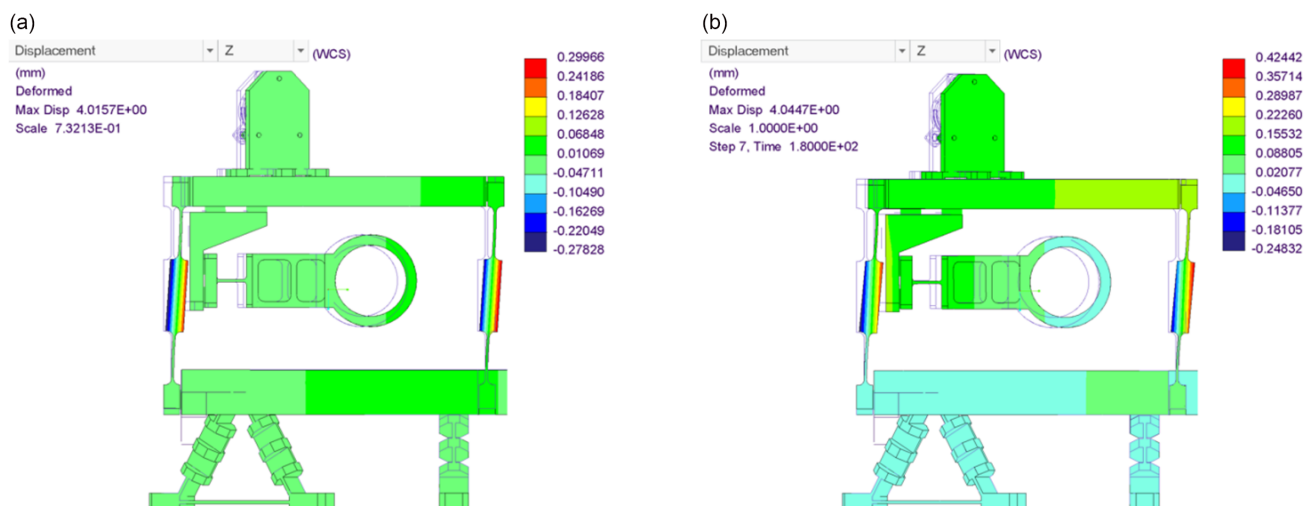 (a)
Displacement Z (WCS)
(mm)
Deformed
Max Disp 4.0157E+00
Scale 7.3213E-01
0.29966
0.24186
0.18407
0.12628
0.06848
0.01069
-0.04711
-0.10490
-0.16269
-0.22049
-0.27828
(b)
Displacement Z (WCS)
(mm)
Deformed
Max Disp 4.0447E+00
Scale 1.0000E+00
Step 7, Time 1.8000E+02
0.42442
0.35714
0.28987
0.22260
0.15532
0.08805
0.02077
-0.04650
-0.11377
-0.18105
-0.24832